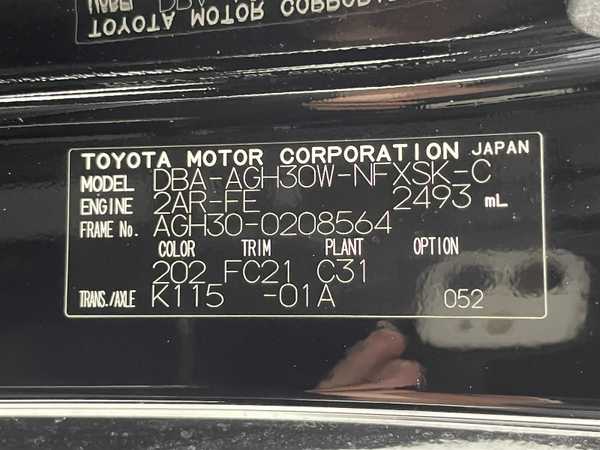 TOYOTA MOTOR CORPORATION JAPAN
MODEL DBA-AGH30W-NFXSK-C
ENGINE 2AR-FE 2493 mL
FRAME No. AGH30-0208564
COLOR TRIM PLANT OPTION
202 FC21 C31
TRANS./AXLE K115 -01A 052